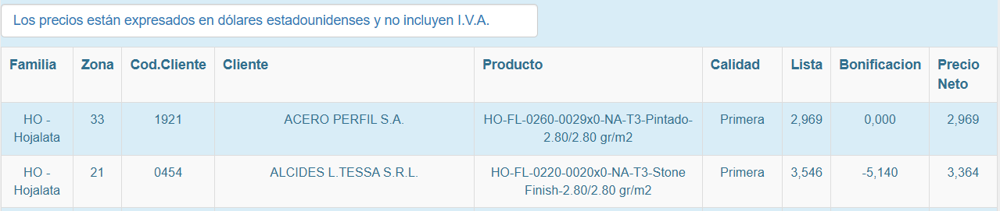 Los precios están expresados en dólares estadounidenses y no incluyen I.V.A.
Familia Zona Cod.Cliente Cliente Producto Calidad Lista Bonificacion Precio
Neto
HO - 33 1921 ACERO PERFIL S.A. HO-FL-0260-0029x0-NA-T3-Pintado- Primera 2,969 0,000 2,969
Hojalata 2.80/2.80 gr/m2
HO - 21 0454 ALCIDES L.TESSA S.R.L. HO-FL-0220-0020x0-NA-T3-Stone Primera 3,546 -5,140 3,364
Hojalata Finish-2.80/2.80 gr/m2